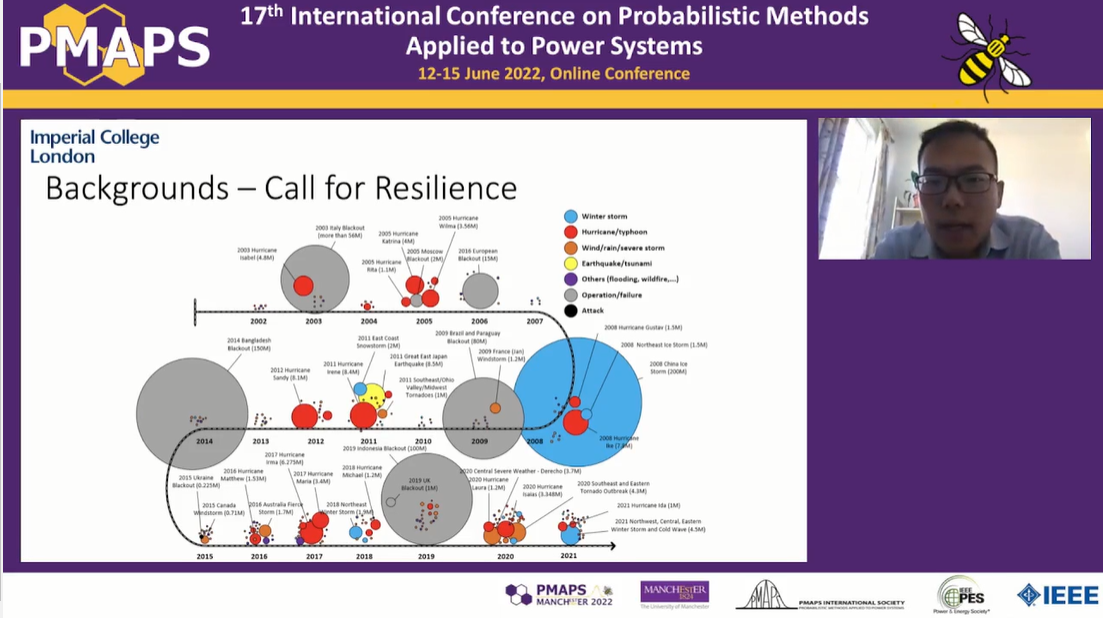 PMAPS
17th International Conference on Probabilistic Methods
Applied to Power Systems
12-15 June 2022, Online Conference
Imperial College
London
Backgrounds – Call for Resilience
Winter storm
Hurricane/typhoon
Wind/rain/severe storm
Earthquake/tsunami
Others (flooding, wildfire,...)
Operation/failure
Attack
2003 Hurricane
Isabel (4.8M)
2003 Italy Blackout
(more than 56M)
2005 Hurricane
Katrina (4M)
2005 Hurricane
Rita (1.1M)
2005 Moscow
Blackout (2M)
2005 Hurricane
Wilma (3.56M)
2016 European
Blackout (15M)
2002
2003
2004
2005
2006
2007
2008 Hurricane Gustav (1.5M)
2008 Northeast Ice Storm (1.5M)
2008 China Ice
Storm (200M)
2008 Hurricane
Ike
2009 Brazil and Paraguay
Blackout (80M)
2009 France (Jan)
Windstorm (1.2M)
2011 East Coast
Snowstorm (2M)
2011 Great East Japan
Earthquake (8.5M)
2011 Hurricane
Irene (8.4M)
2011 Southeast/Ohio
Valley/Midwest
Tornadoes (1M)
2012 Hurricane
Sandy (8.1M)
2014 Bangladesh
Blackout (150M)
2014
2013
2012
2011
2010
2009
2008
2015 Ukraine
Blackout (0.225M)
2015 Canada
Windstorm (0.71M)
2016 Hurricane
Matthew (1.53M)
2016 Australia Fierce
Storm (1.7M)
2017 Hurricane
Irma (6.275M)
2017 Hurricane
Maria (3.4M)
2018 Hurricane
Michael (1.2M)
2018 Northeast
Winter Storm
2019 Indonesia Blackout (100M)
2019 UK
Blackout (1M)
2020 Central Severe Weather - Derecho (3.7M)
2020 Hurricane
Laura (1.2M)
2020 Hurricane
Isaias (3.348M)
2020 Southeast and Eastern
Tornado Outbreak (4.3M)
2021 Hurricane Ida (1M)
2021 Northwest, Central, Eastern
Winter Storm and Cold Wave (4.5M)
2015
2016
2017
2018
2019
2020
2021
PMAPS
MANCHESTER 2022
MANCHESTER
1824
The University of Manchester
PMAPS
PMAPS INTERNATIONAL SOCIETY
PROBABILISTIC METHODS APPLIED TO POWER SYSTEMS
IEEE
PES
Power & Energy Society®
IEEE